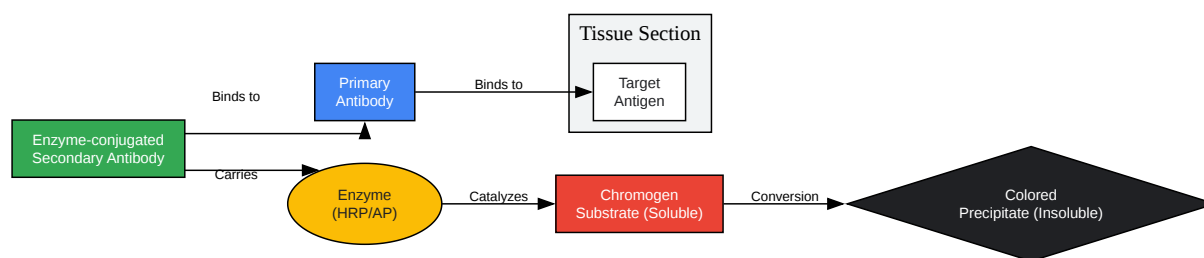 Tissue Section
Primary
Antibody
Binds to
Binds to
Target
Antigen
Enzyme-conjugated
Secondary Antibody
Carries
Enzyme
(HRP/AP)
Catalyzes
Chromogen
Substrate (Soluble)
Conversion
Colored
Precipitate (Insoluble)